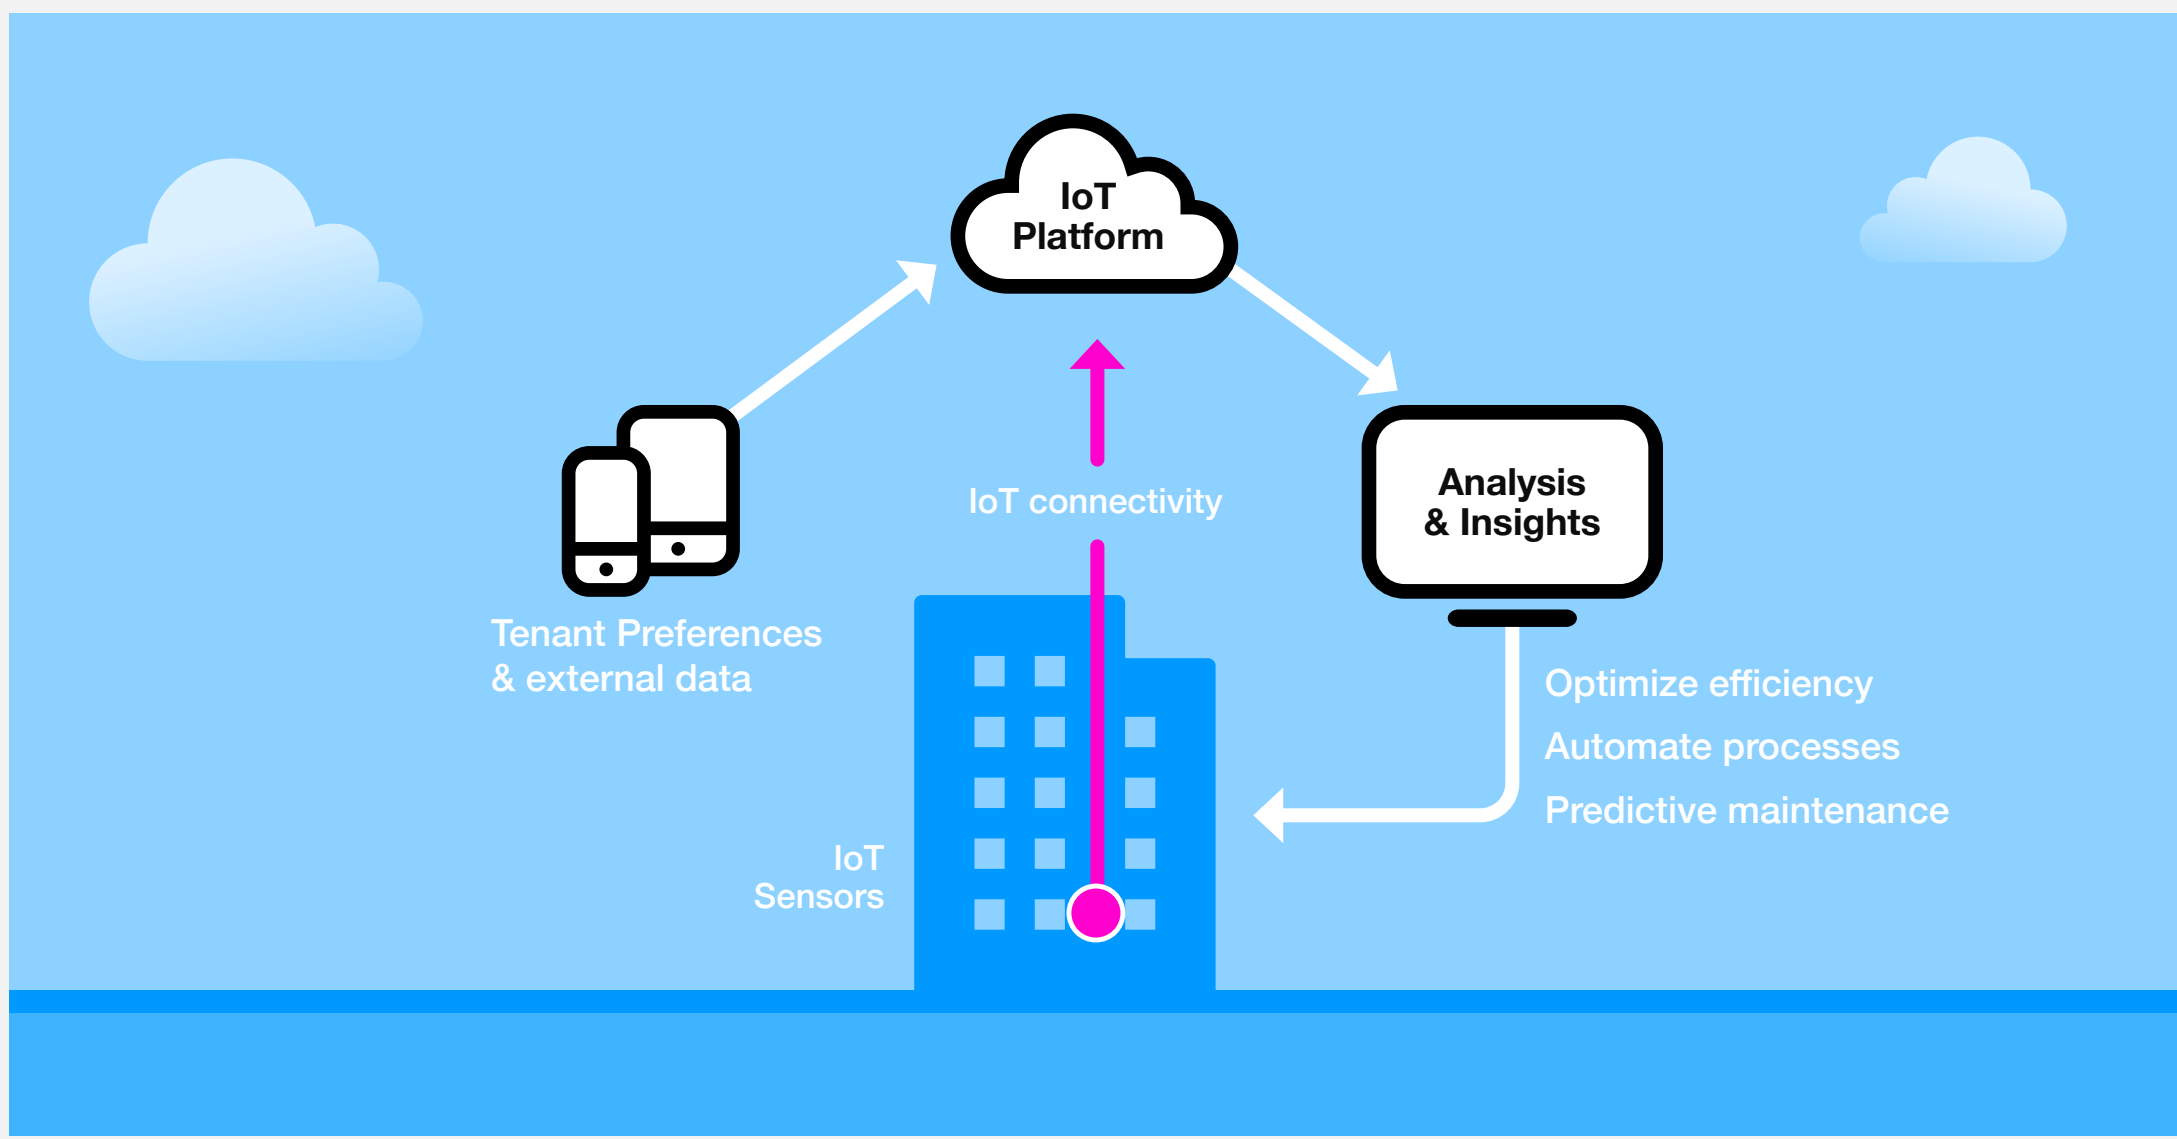 IoT
Platform
IoT connectivity
Analysis
& Insights
Tenant Preferences
& external data
Optimize efficiency
Automate processes
Predictive maintenance
IoT
Sensors